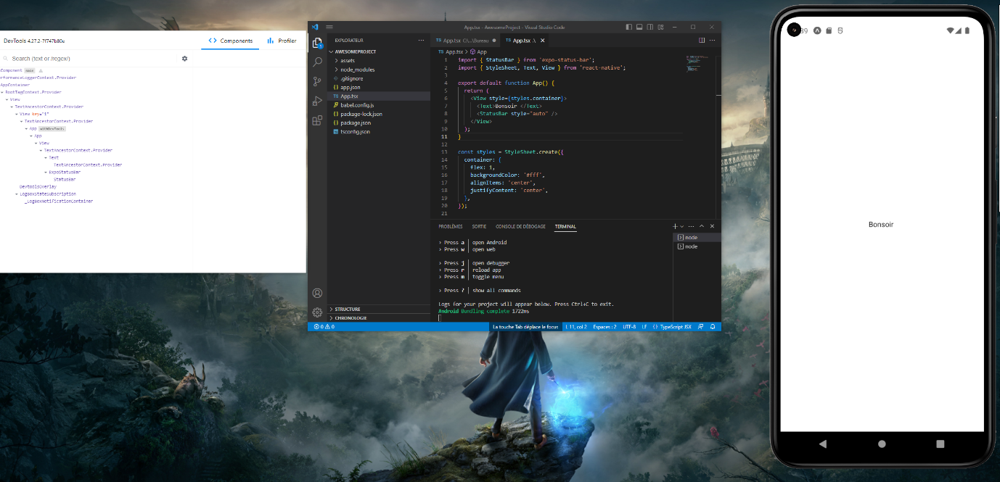 DevTools 4.27.2-7f747b80e
Components
Profiler
Search (text or /regex/)
Component main
rformanceLoggerContext.Provider
AppContainer
RootTagContext.Provider
View
TextAncestorContext.Provider
View key="1"
TextAncestorContext.Provider
App withDevTools
App
View
TextAncestorContext.Provider
Text
TextAncestorContext.Provider
ExpoStatusBar
StatusBar
DevtoolsOverlay
LogBoxStateSubscription
_LogBoxNotificationContainer
App.tsx - AwesomeProject - Visual Studio Code
EXPLORATEUR
AWESOMEPROJECT
assets
node_modules
.gitignore
app.json
App.tsx
babel.config.js
package-lock.json
package.json
tsconfig.json
STRUCTURE
CHRONOLOGIE
TS App.tsx C:\...\Bureau
TS App.tsx .\
TS App.tsx > App
1 import { StatusBar } from 'expo-status-bar';
2 import { StyleSheet, Text, View } from 'react-native';
3
4 export default function App() {
5 return (
6 <View style={styles.container}>
7 <Text>Bonsoir </Text>
8 <StatusBar style="auto" />
9 </View>
10 );
11 }
12
13 const styles = StyleSheet.create({
14 container: {
15 flex: 1,
16 backgroundColor: '#fff',
17 alignItems: 'center',
18 justifyContent: 'center',
19 },
20 });
21
PROBLÈMES SORTIE CONSOLE DE DÉBOGAGE TERMINAL
› Press a │ open Android
› Press w │ open web
› Press j │ open debugger
› Press r │ reload app
› Press m │ toggle menu
› Press ? │ show all commands
Logs for your project will appear below. Press Ctrl+C to exit.
Android Bundling complete 1722ms
node
node
0 0
La touche Tab déplace le focus
L 11, col 2
Espaces : 2
UTF-8
LF
{} TypeScript JSX
Bonsoir